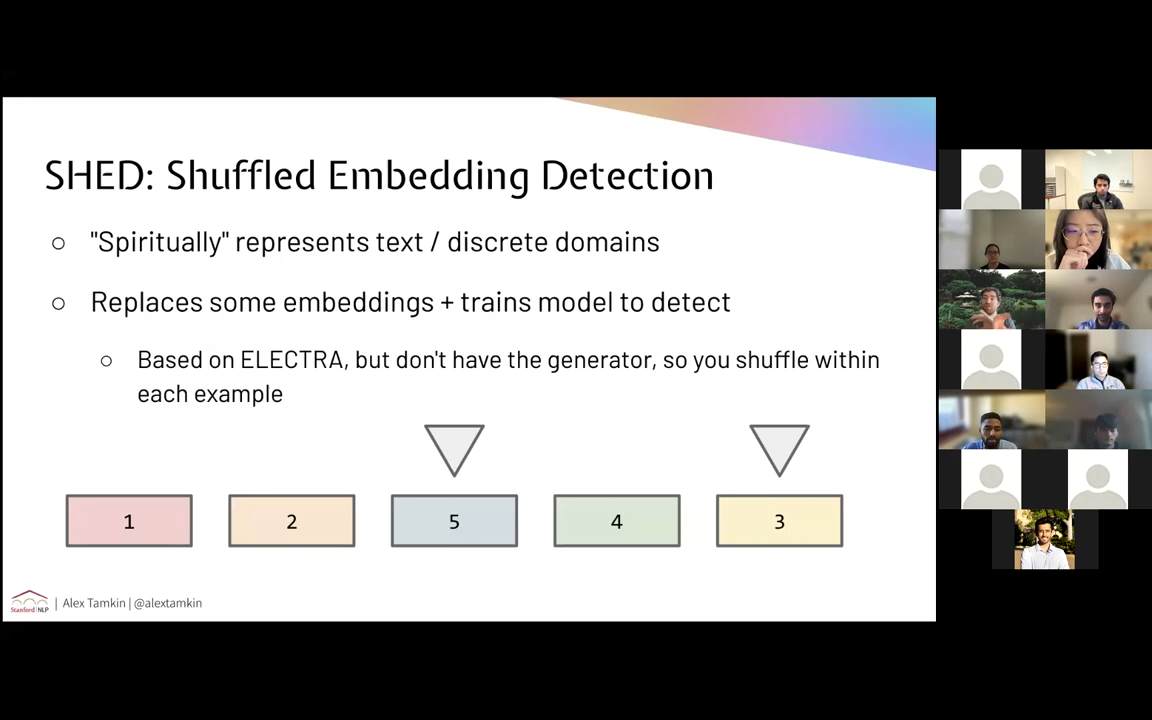 SHED: Shuffled Embedding Detection
"Spiritually" represents text / discrete domains
Replaces some embeddings + trains model to detect
Based on ELECTRA, but don't have the generator, so you shuffle within
each example
1 2 5 4 3
Stanford | NLP | Alex Tamkin | @alextamkin